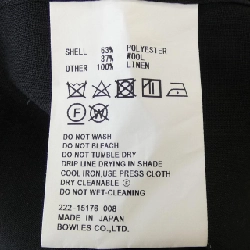 SHELL 63% POLYESTER
37% WOOL
OTHER 100% LINEN
DO NOT WASH
DO NOT BLEACH
DO NOT TUMBLE DRY
DRIP LINE DRYING IN SHADE
COOL IRON, USE PRESS CLOTH
DRY CLEANABLE Ⓕ
DO NOT WET-CLEANING
222-15176 008
MADE IN JAPAN
BOWLES CO., LTD.